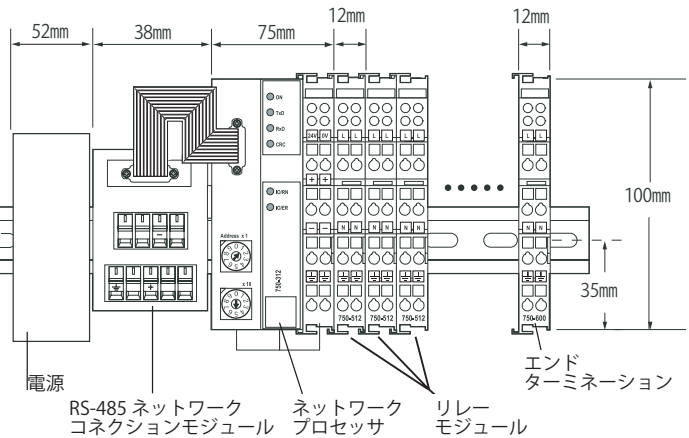 52mm
38mm
75mm
12mm
12mm
ON
TxD
RxD
CRC
IO/RN
IO/ER
24V 0V
L L
L L
L L
L L
+ +
− −
N N
N N
N N
N N
−
+
Address x 1
x 10
750-312
750-512
750-512
750-512
750-600
100mm
35mm
電源
RS-485 ネットワーク
コネクションモジュール
ネットワーク
プロセッサ
リレー
モジュール
エンド
ターミネーション